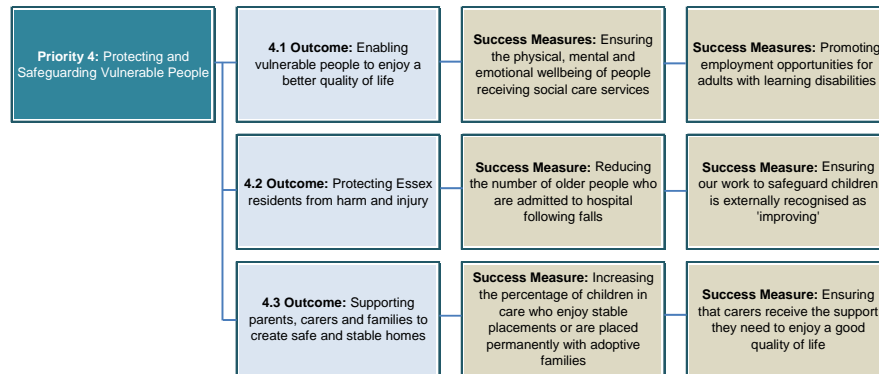 Priority 4: Protecting and
Safeguarding Vulnerable People
4.1 Outcome: Enabling
vulnerable people to enjoy a
better quality of life
Success Measures: Ensuring
the physical, mental and
emotional wellbeing of people
receiving social care services
Success Measures: Promoting
employment opportunities for
adults with learning disabilities
4.2 Outcome: Protecting Essex
residents from harm and injury
Success Measure: Reducing
the number of older people who
are admitted to hospital
following falls
Success Measure: Ensuring
our work to safeguard children
is externally recognised as
'improving'
4.3 Outcome: Supporting
parents, carers and families to
create safe and stable homes
Success Measure: Increasing
the percentage of children in
care who enjoy stable
placements or are placed
permanently with adoptive
families
Success Measure: Ensuring
that carers receive the support
they need to enjoy a good
quality of life